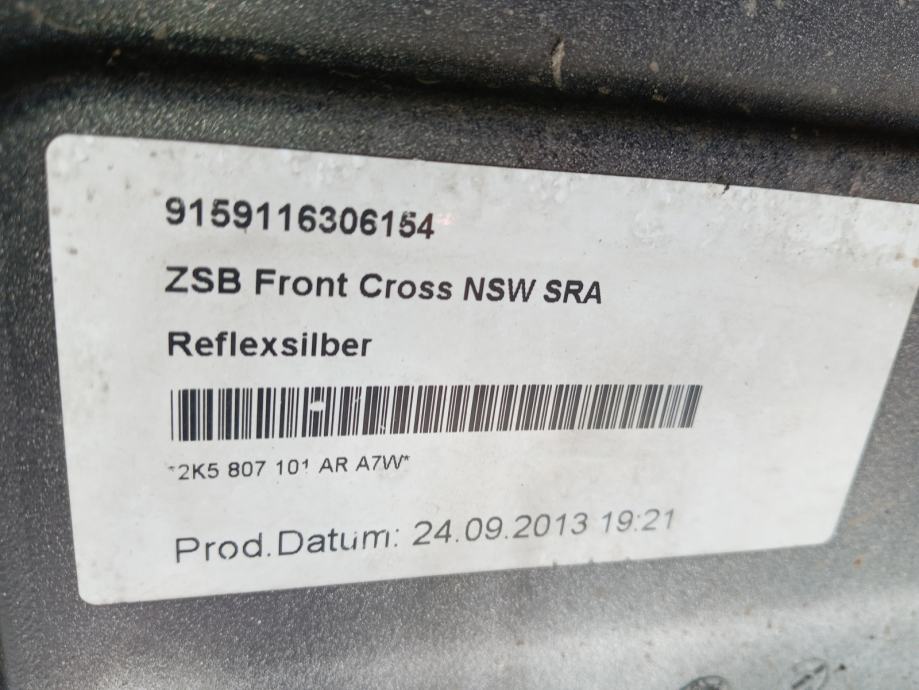 9159116306154
ZSB Front Cross NSW SRA
Reflexsilber
*2K5 807 101 AR A7W*
Prod.Datum: 24.09.2013 19:21